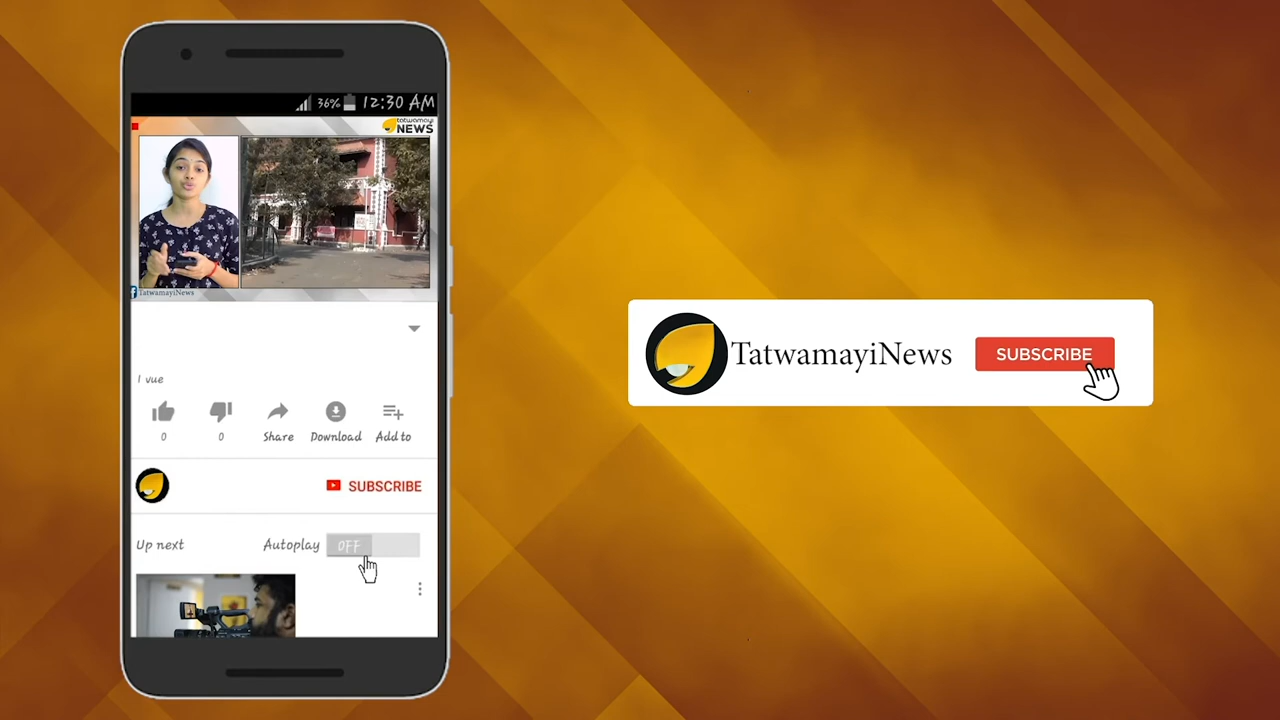 36% 12:30 AM
tatwamayi
NEWS
TatwamayiNews
1 vue
0 0 Share Download Add to
SUBSCRIBE
Up next Autoplay OFF
TatwamayiNews SUBSCRIBE